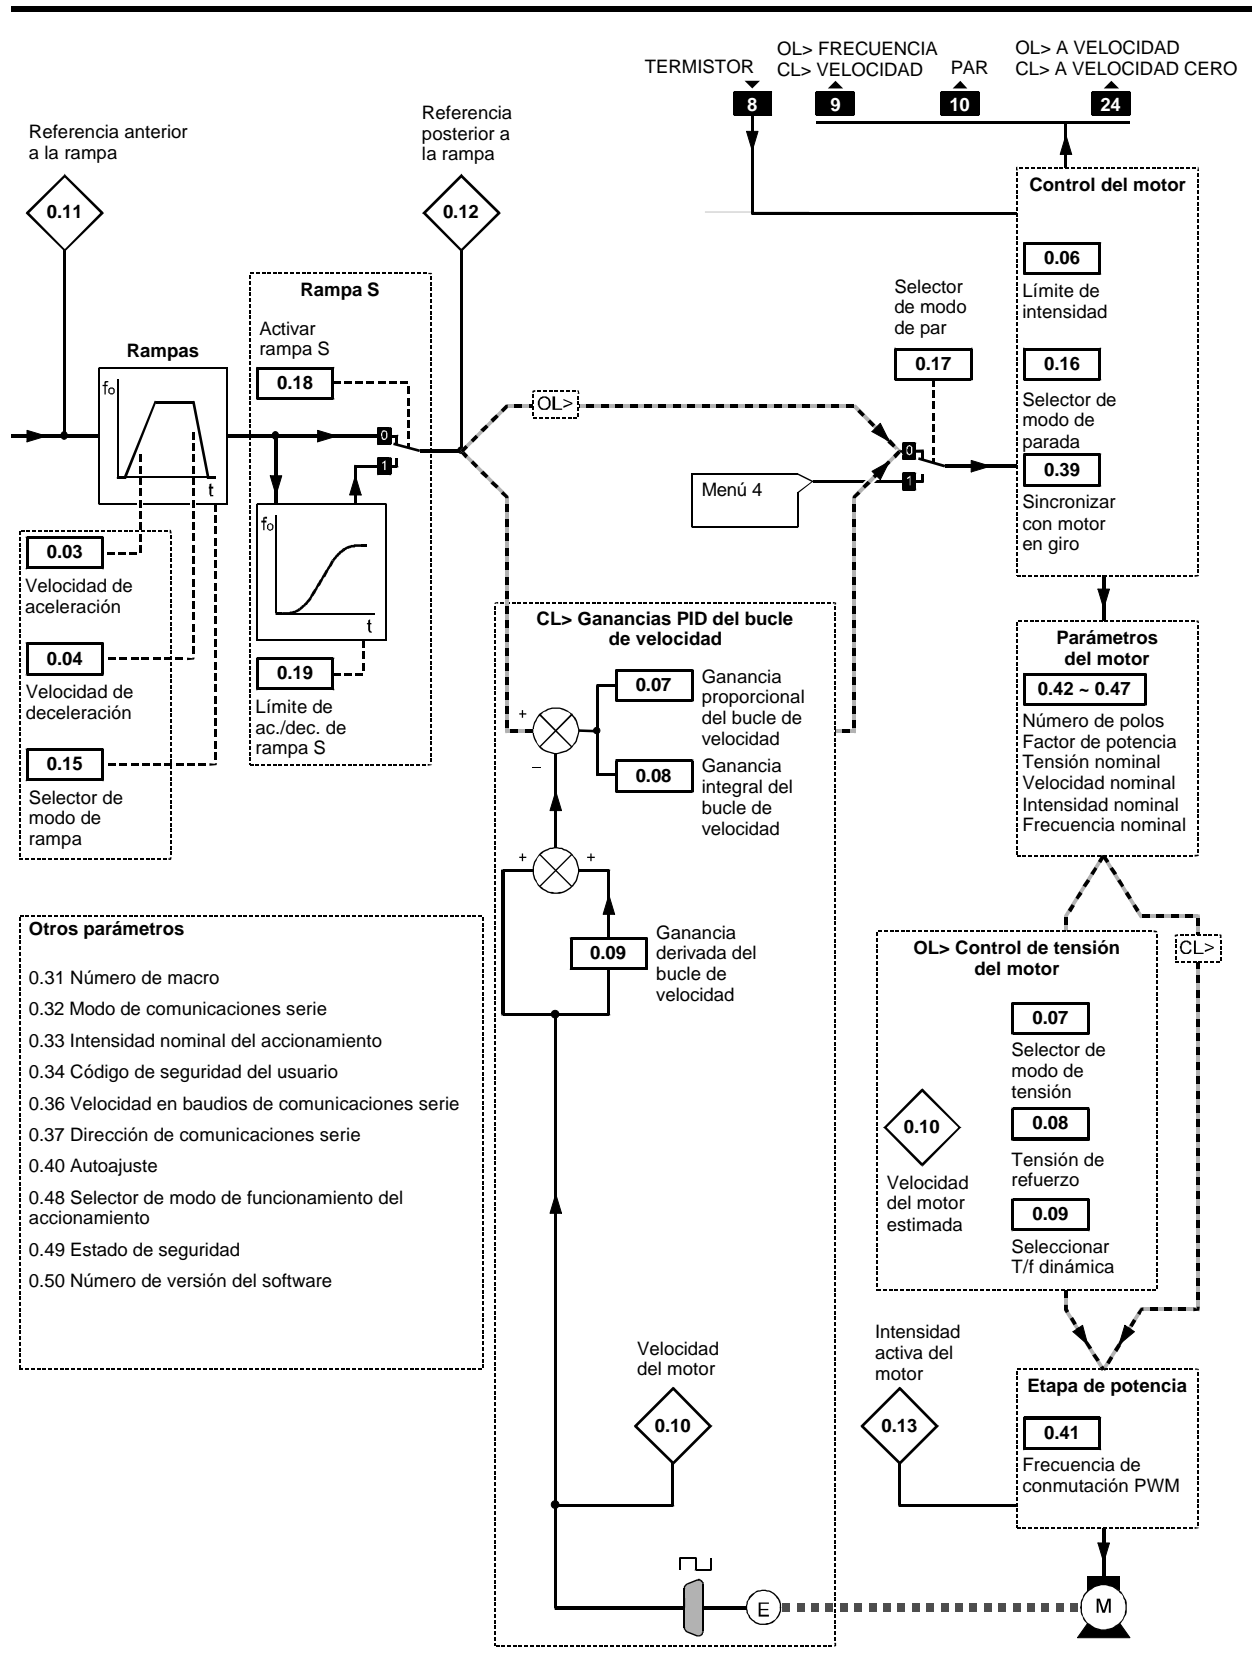 OL> FRECUENCIA
OL> A VELOCIDAD
TERMISTOR
CL> VELOCIDAD
PAR
CL> A VELOCIDAD CERO
8
9
10
24
Referencia anterior
a la rampa
0.11
Referencia
posterior a
la rampa
0.12
Rampas
fo
t
0.03
Velocidad de
aceleración
0.04
Velocidad de
deceleración
0.15
Selector de
modo de
rampa
Rampa S
Activar
rampa S
0.18
0
1
fo
t
0.19
Límite de
ac./dec. de
rampa S
OL>
Selector
de modo
de par
0.17
0
1
Menú 4
Control del motor
0.06
Límite de
intensidad
0.16
Selector de
modo de
parada
0.39
Sincronizar
con motor
en giro
Parámetros
del motor
0.42 ~ 0.47
Número de polos
Factor de potencia
Tensión nominal
Velocidad nominal
Intensidad nominal
Frecuencia nominal
CL> Ganancias PID del bucle
de velocidad
+
–
0.07
Ganancia
proporcional
del bucle de
velocidad
0.08
Ganancia
integral del
bucle de
velocidad
+
+
0.09
Ganancia
derivada del
bucle de
velocidad
Velocidad
del motor
0.10
E
M
Otros parámetros
0.31 Número de macro
0.32 Modo de comunicaciones serie
0.33 Intensidad nominal del accionamiento
0.34 Código de seguridad del usuario
0.36 Velocidad en baudios de comunicaciones serie
0.37 Dirección de comunicaciones serie
0.40 Autoajuste
0.48 Selector de modo de funcionamiento del
accionamiento
0.49 Estado de seguridad
0.50 Número de versión del software
OL> Control de tensión
del motor
CL>
0.07
Selector de
modo de
tensión
0.10
Velocidad
del motor
estimada
0.08
Tensión de
refuerzo
0.09
Seleccionar
T/f dinámica
Intensidad
activa del
motor
0.13
Etapa de potencia
0.41
Frecuencia de
conmutación PWM